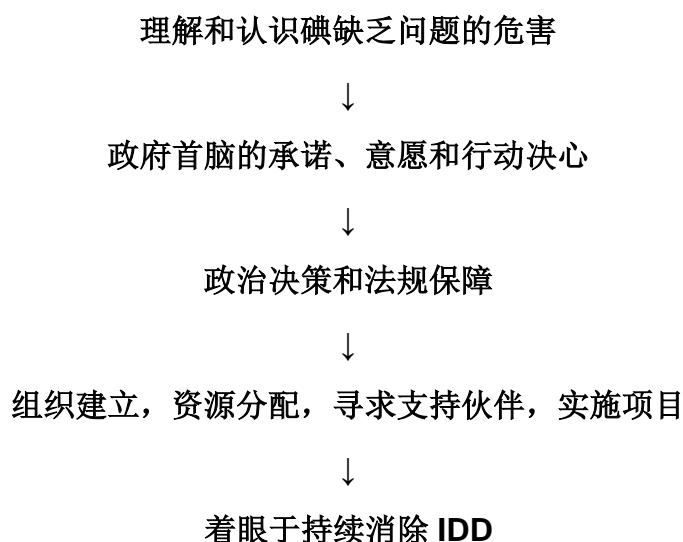 理解和认识碘缺乏问题的危害
↓
政府首脑的承诺、意愿和行动决心
↓
政治决策和法规保障
↓
组织建立，资源分配，寻求支持伙伴，实施项目
↓
着眼于持续消除 IDD